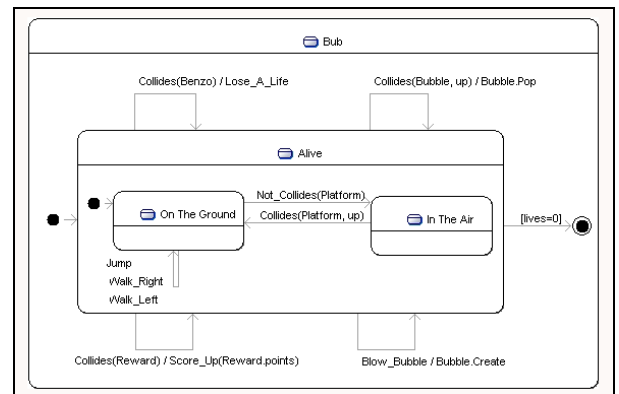 Bub
Collides(Benzo) / Lose_A_Life
Collides(Bubble, up) / Bubble.Pop
Alive
On The Ground
Not_Collides(Platform)
Collides(Platform, up)
In The Air
[lives=0]
Jump
Walk_Right
Walk_Left
Collides(Reward) / Score_Up(Reward.points)
Blow_Bubble / Bubble.Create